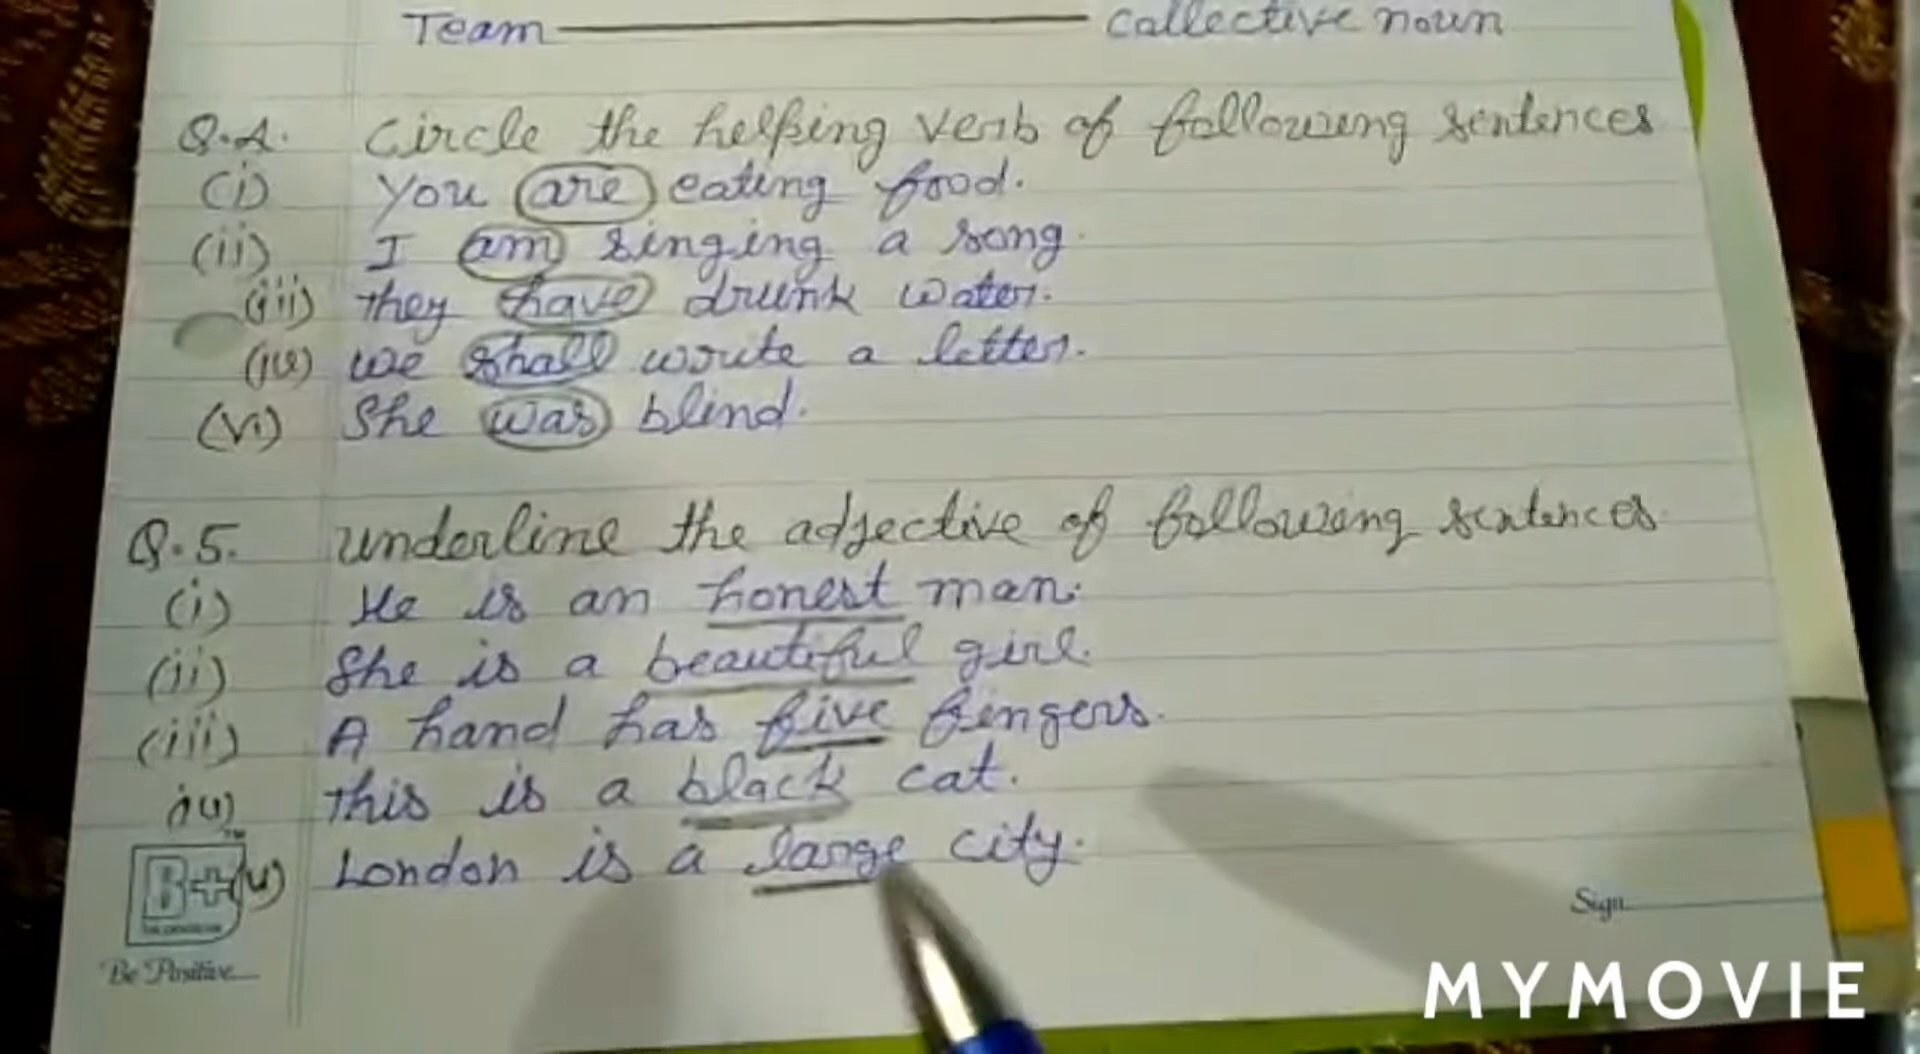 Team ——— collective noun
Q.4. Circle the helping verb of following sentences
(i) You are eating food.
(ii) I am singing a song.
(iii) They have drunk water.
(iv) we shall write a letter.
(vi) She was blind.
Q.5. underline the adjective of following sentences.
(i) He is an honest man.
(ii) She is a beautiful girl.
(iii) A hand has five fingers.
iv) This is a black cat.
(v) London is a large city.
B+
TM
Be Positive
Sign
MYMOVIE